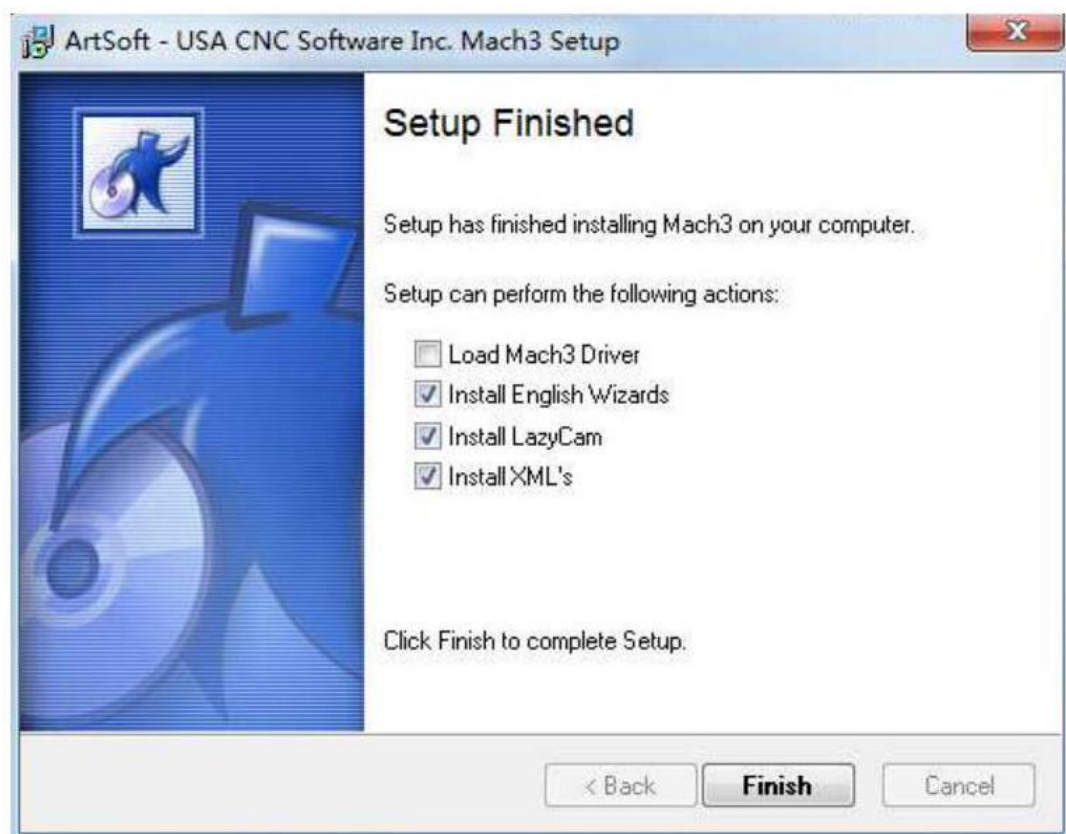 ArtSoft - USA CNC Software Inc. Mach3 Setup
Setup Finished
Setup has finished installing Mach3 on your computer.
Setup can perform the following actions:
Load Mach3 Driver
Install English Wizards
Install LazyCam
Install XML's
Click Finish to complete Setup.
< Back
Finish
Cancel